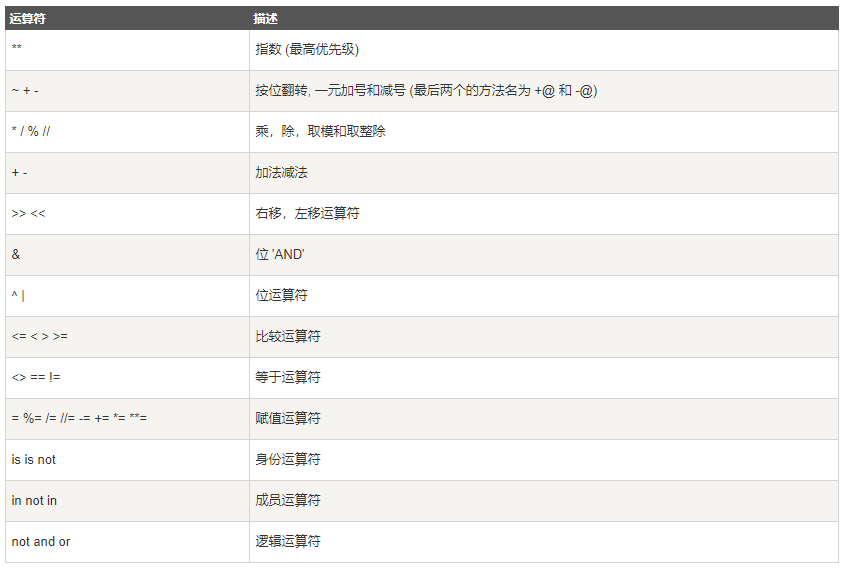 运算符 描述
** 指数 (最高优先级)
~ + - 按位翻转, 一元加号和减号 (最后两个的方法名为 +@ 和 -@)
* / % // 乘，除，取模和取整除
+ - 加法减法
>> << 右移，左移运算符
& 位 'AND'
^ | 位运算符
<= < > >= 比较运算符
<> == != 等于运算符
= %= /= //= -= += *= **= 赋值运算符
is is not 身份运算符
in not in 成员运算符
not and or 逻辑运算符